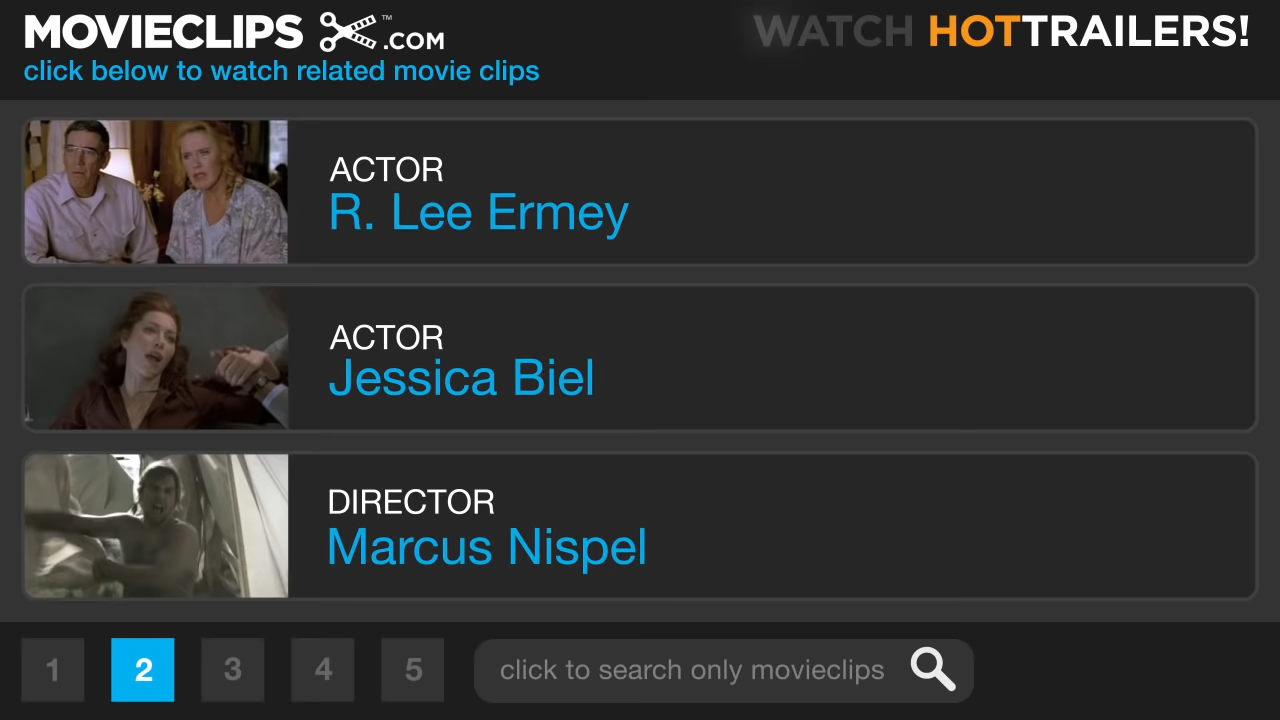 MOVIECLIPS ™ .COM
WATCH HOTTRAILERS!
click below to watch related movie clips
ACTOR
R. Lee Ermey
ACTOR
Jessica Biel
DIRECTOR
Marcus Nispel
1 2 3 4 5 click to search only movieclips